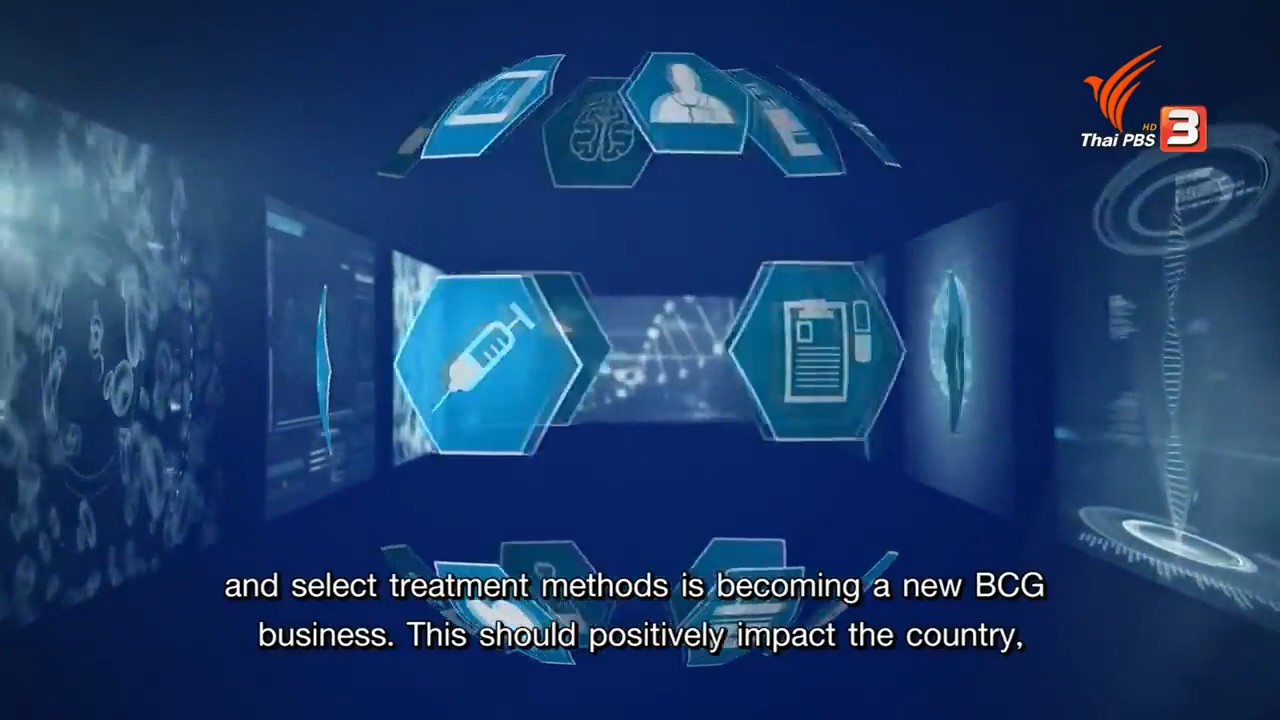 HD
Thai PBS 3
and select treatment methods is becoming a new BCG
business. This should positively impact the country,